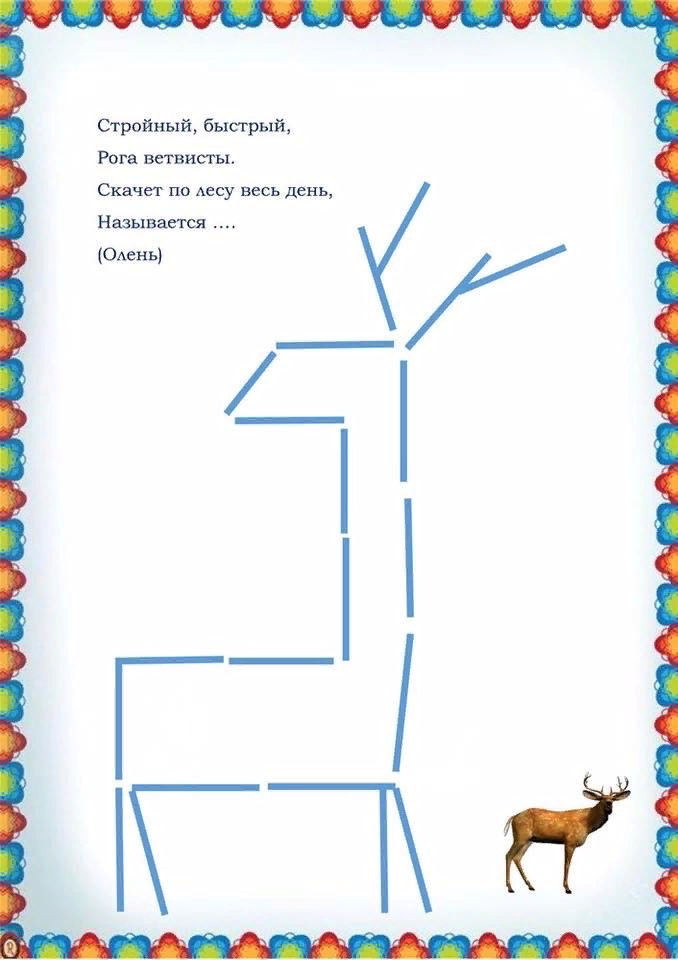 Стройный, быстрый,
Рога ветвисты.
Скачет по лесу весь день,
Называется ....
(Олень)